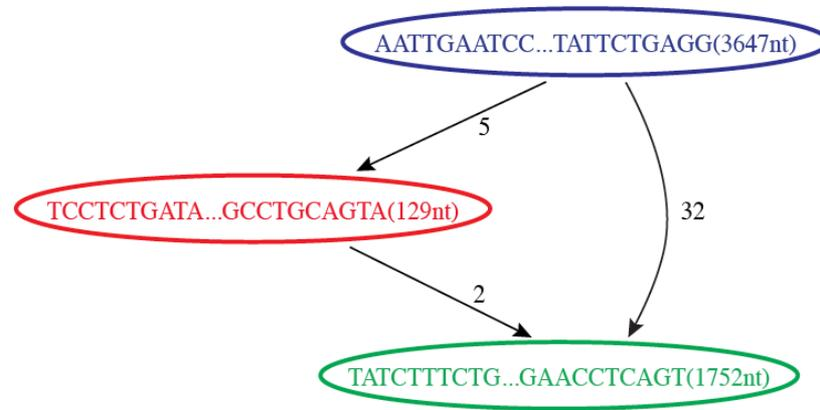 AATTGAATCC...TATTCTGAGG(3647nt)
5
TCCTCTGATA...GCCTGCAGTA(129nt)
32
2
TATCTTTCTG...GAACCTCAGT(1752nt)